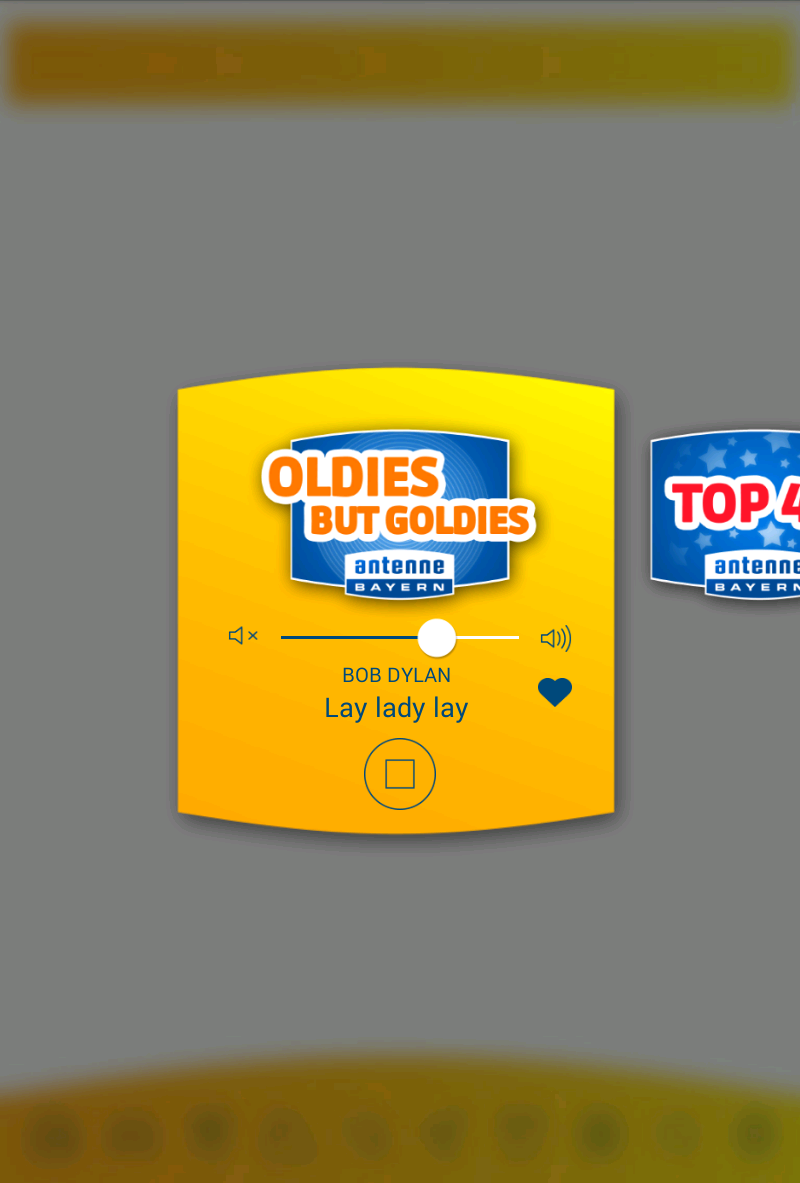 OLDIES
BUT GOLDIES
antenne
BAYERN
TOP 4
antenne
BAYERN
BOB DYLAN
Lay lady lay